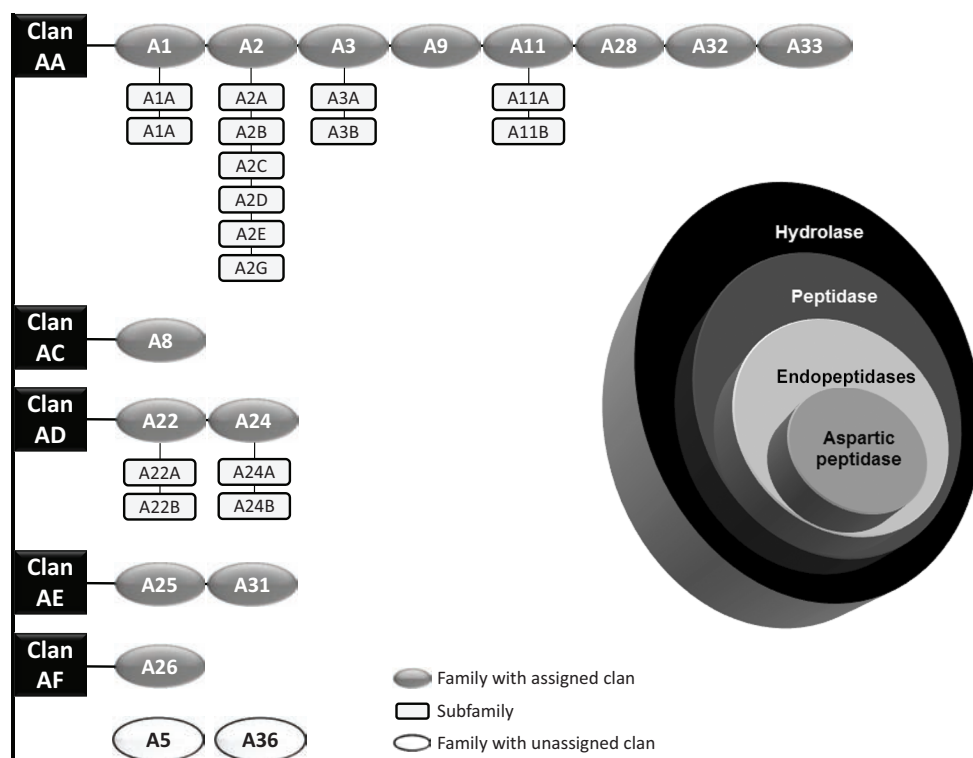 Clan
AA
A1
A2
A3
A9
A11
A28
A32
A33
A1A
A2A
A3A
A11A
A1A
A2B
A3B
A11B
A2C
A2D
A2E
A2G
Hydrolase
Peptidase
Endopeptidases
Aspartic
peptidase
Clan
AC
A8
Clan
AD
A22
A24
A22A
A24A
A22B
A24B
Clan
AE
A25
A31
Clan
AF
A26
A5
A36
Family with assigned clan
Subfamily
Family with unassigned clan